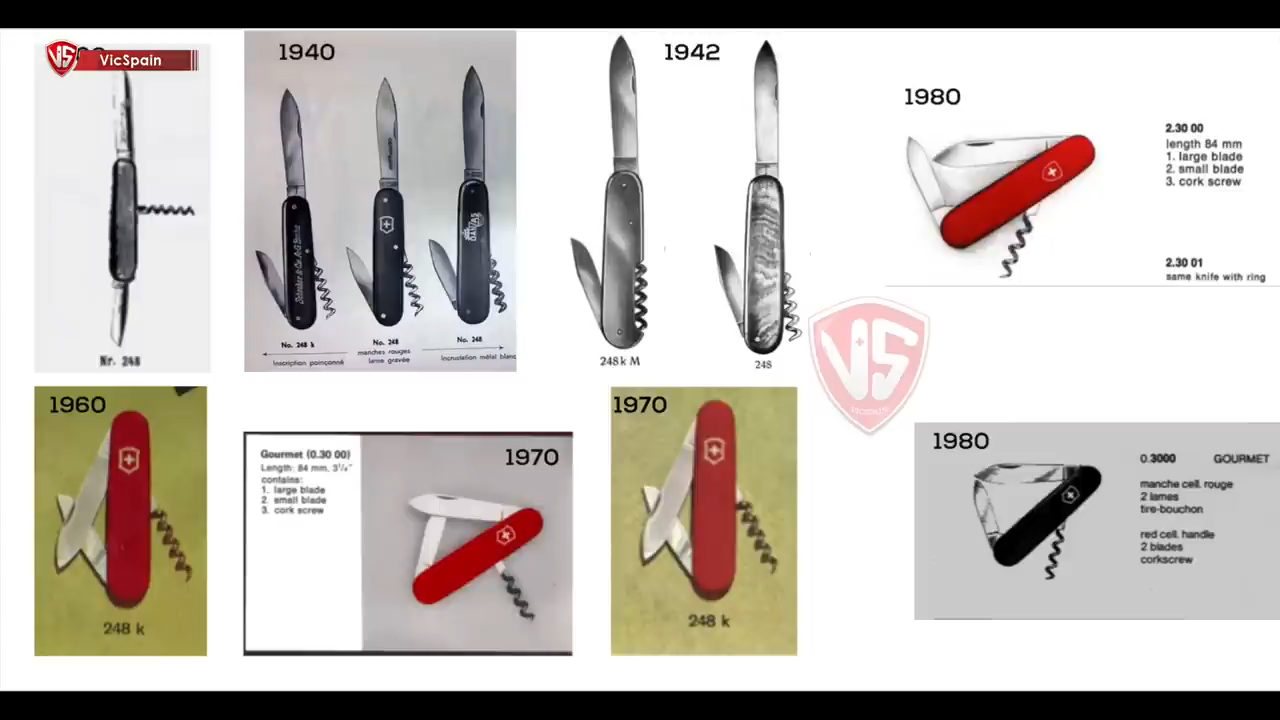 VS
VicSpain
Nr. 248
1940
No. 248 k
No. 248
No. 248
Inscription poinçonné
manches rouges
lame gravée
Incrustation métal blanc
1942
248 k M
248
1980
2.30 00
length 84 mm
1. large blade
2. small blade
3. cork screw
2.30 01
same knife with ring
VS
1960
248 k
Gourmet (0.30 00)
Length: 84 mm, 3¼"
contains:
1. large blade
2. small blade
3. cork screw
1970
1970
248 k
1980
0.3000 GOURMET
manche cell. rouge
2 lames
tire-bouchon
red cell. handle
2 blades
corkscrew